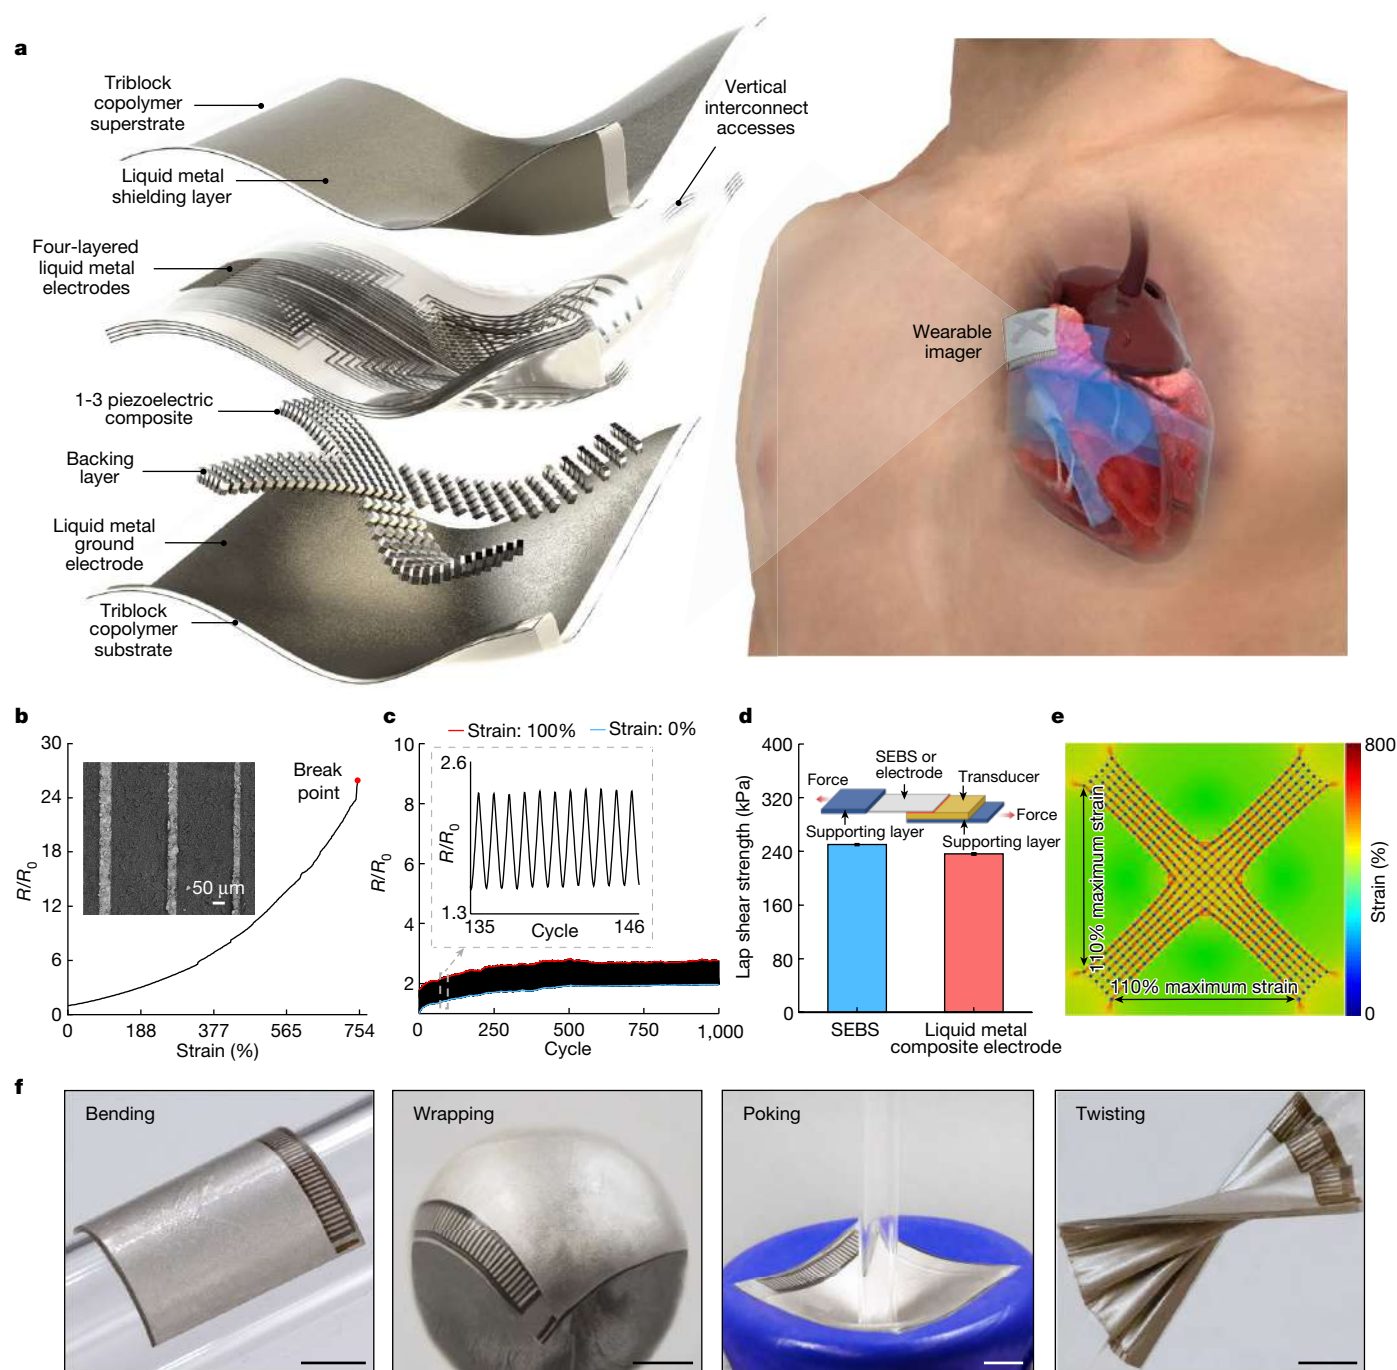 a
Triblock
copolymer
superstrate
Liquid metal
shielding layer
Vertical
interconnect
accesses
Four-layered
liquid metal
electrodes
1-3 piezoelectric
composite
Backing
layer
Liquid metal
ground
electrode
Triblock
copolymer
substrate
Wearable
imager
b
R/R0
30
24
18
12
6
0
0 188 377 565 754
Strain (%)
Break
point
50 μm
c
Strain: 100% Strain: 0%
R/R0
10
8
6
4
2
0
0 250 500 750 1,000
Cycle
2.6
R/R0
1.3
135 146
Cycle
d
Lap shear strength (kPa)
400
320
240
160
80
0
SEBS or
electrode
Transducer
Force
Force
Supporting layer
Supporting layer
SEBS
Liquid metal
composite electrode
e
110% maximum strain
110% maximum strain
800
Strain (%)
0
f
Bending
Wrapping
Poking
Twisting